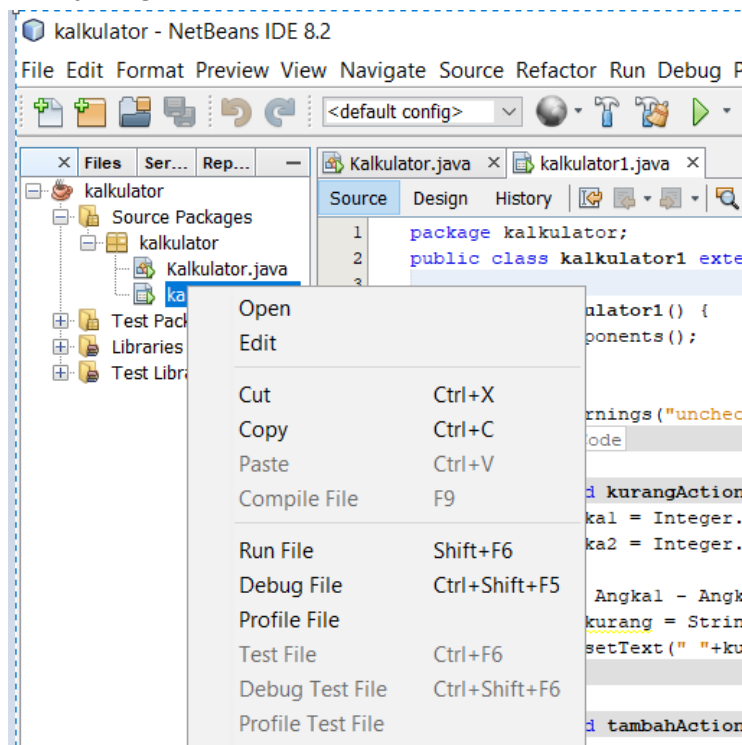 kalkulator - NetBeans IDE 8.2
File Edit Format Preview View Navigate Source Refactor Run Debug P
<default config>
Files Ser... Rep...
Kalkulator.java kalkulator1.java
kalkulator
Source Packages
kalkulator
Kalkulator.java
ka
Test Pack
Libraries
Test Libra
Source Design History
1 package kalkulator;
2 public class kalkulator1 exte
3
ulator1() {
ponents();
rnings("unchec
ode
d kurangAction
ka1 = Integer.
ka2 = Integer.
Angka1 - Angk
kurang = Strin
setText(" "+ku
d tambahAction
Open
Edit
Cut Ctrl+X
Copy Ctrl+C
Paste Ctrl+V
Compile File F9
Run File Shift+F6
Debug File Ctrl+Shift+F5
Profile File
Test File Ctrl+F6
Debug Test File Ctrl+Shift+F6
Profile Test File